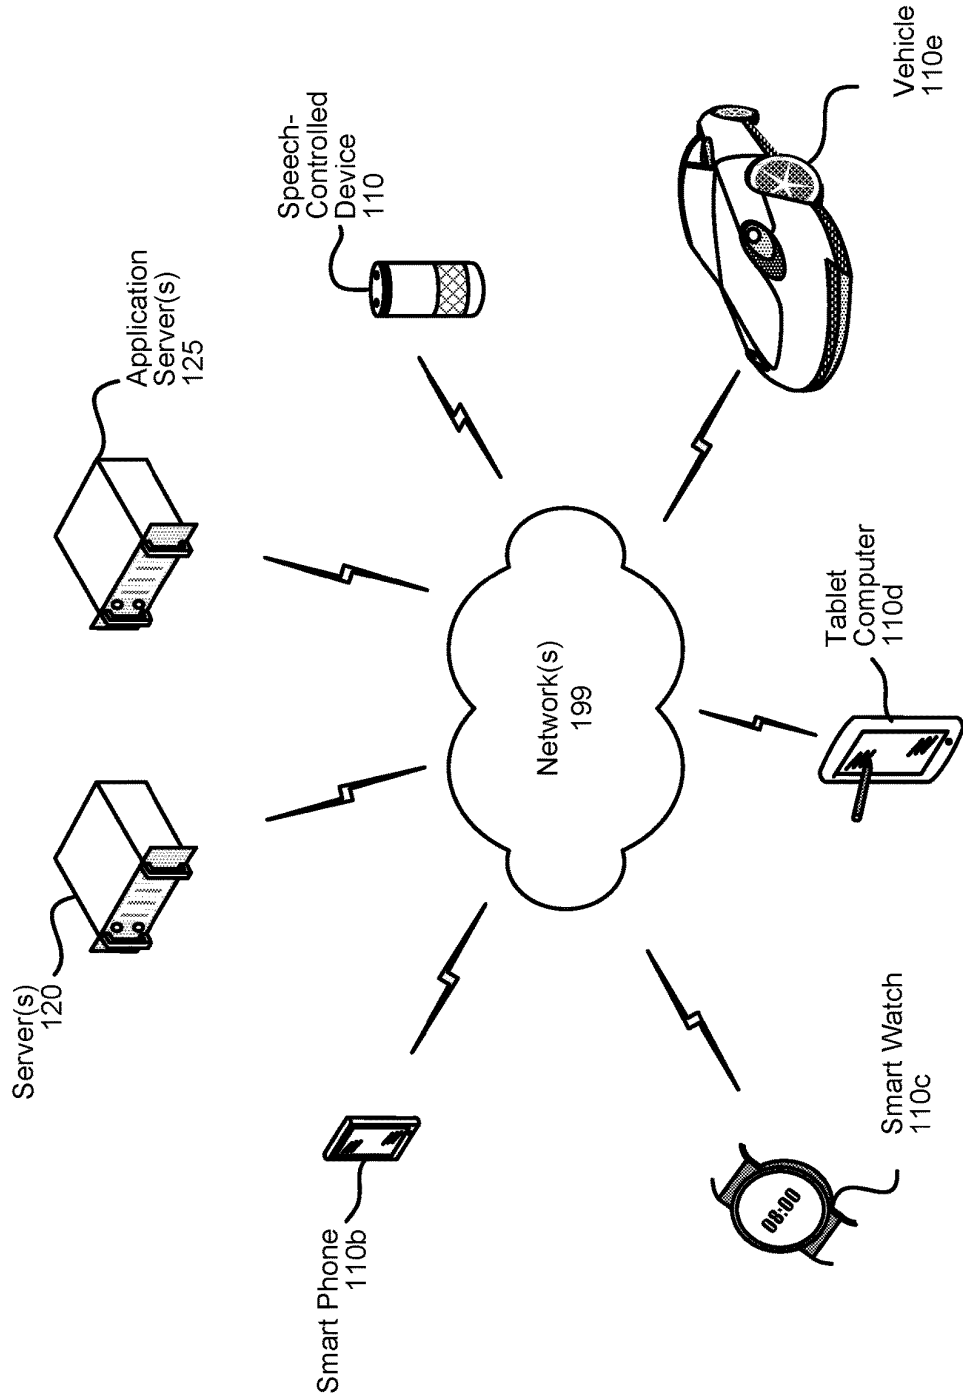 Server(s)
120
Application
Server(s)
125
Smart Phone
110b
Speech-
Controlled
Device
110
Network(s)
199
08:00
Smart Watch
110c
Tablet
Computer
110d
Vehicle
110e